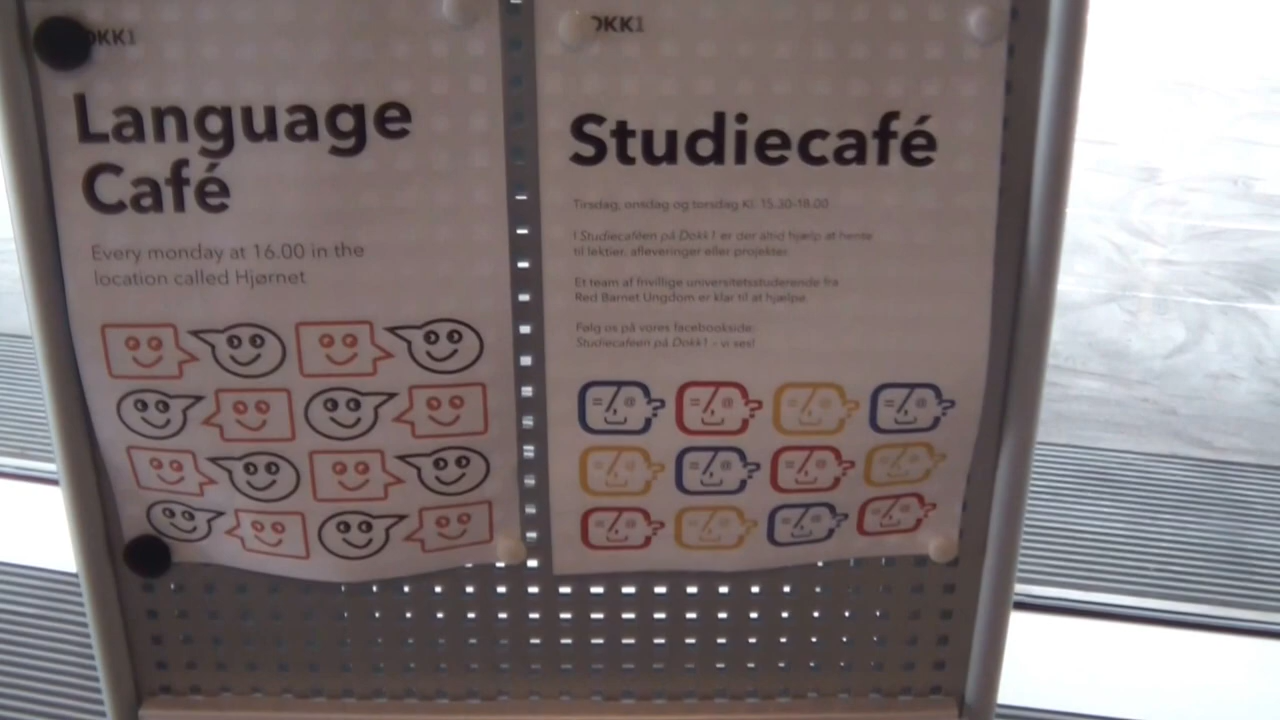 OKK1
Language
Café
Every monday at 16.00 in the
location called Hjørnet
OKK1
Studiecafé
Tirsdag, onsdag og torsdag Kl. 15.30-18.00
I Studiecaféen på Dokk1 er der altid hjælp at hente
til lektier, afleveringer eller projekter.
Et team af frivillige universitetsstuderende fra
Red Barnet Ungdom er klar til at hjælpe.
Følg us på vores facebookside:
Studiecaféen på Dokk1 - vi ses!